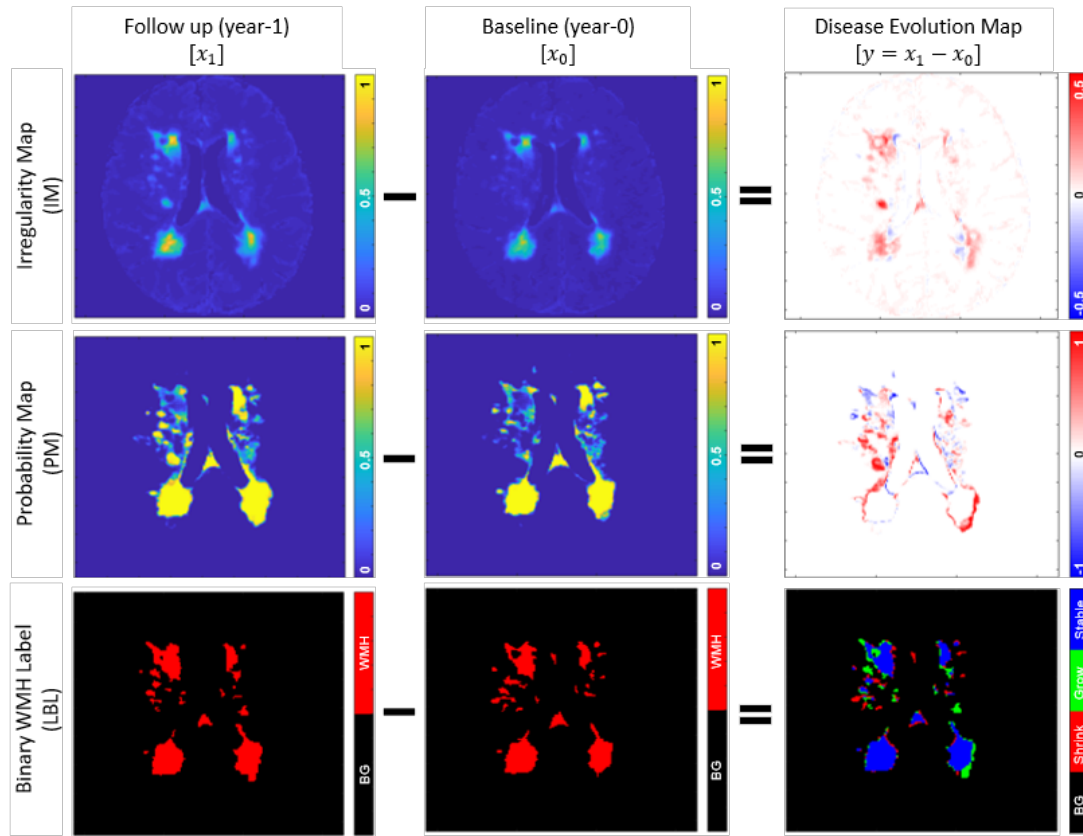 Follow up (year-1)
[x₁]
Baseline (year-0)
[x₀]
Disease Evolution Map
[y = x₁ − x₀]
Irregularity Map
(IM)
0 0.5 1
0 0.5 1
-0.5 0 0.5
Probability Map
(PM)
0 0.5 1
0 0.5 1
-1 0 1
Binary WMH Label
(LBL)
BG WMH
BG WMH
BG Shrink Grow Stable